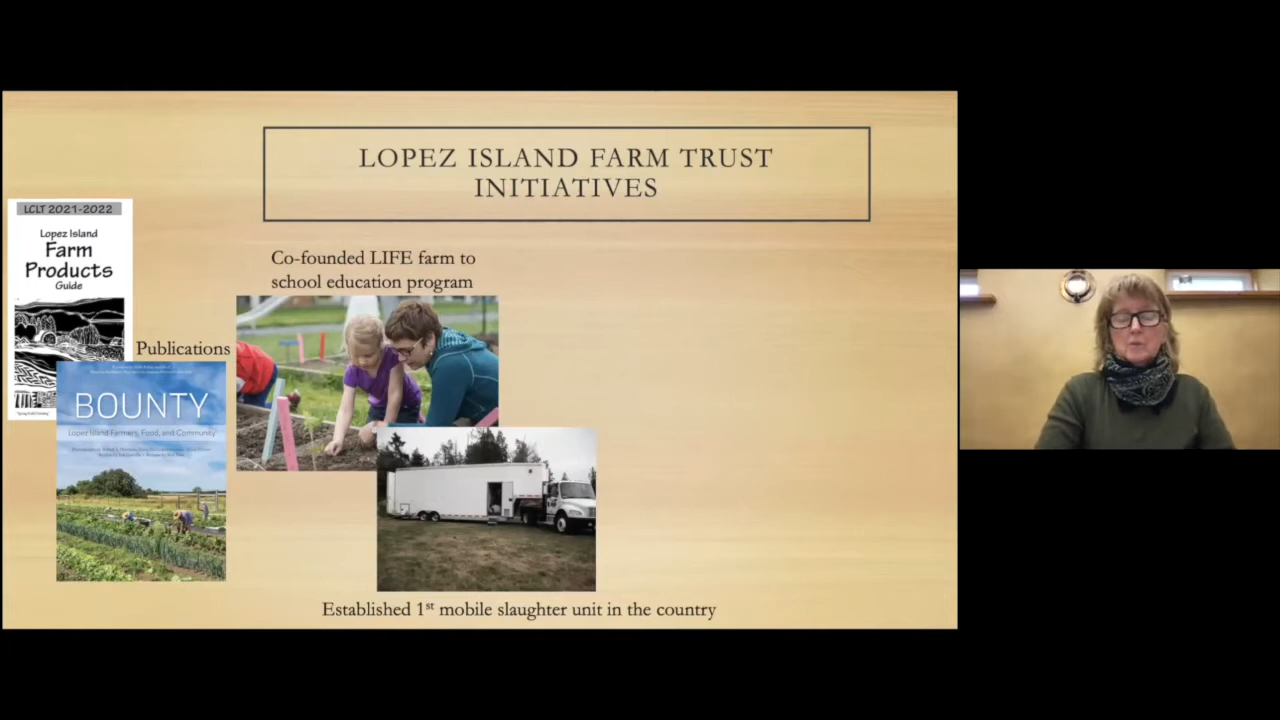 LOPEZ ISLAND FARM TRUST
INITIATIVES
LCLT 2021-2022
Lopez Island
Farm
Products
Guide
Co-founded LIFE farm to
school education program
Publications
BOUNTY
Lopez Island Farmers, Food, and Community
Established 1st mobile slaughter unit in the country